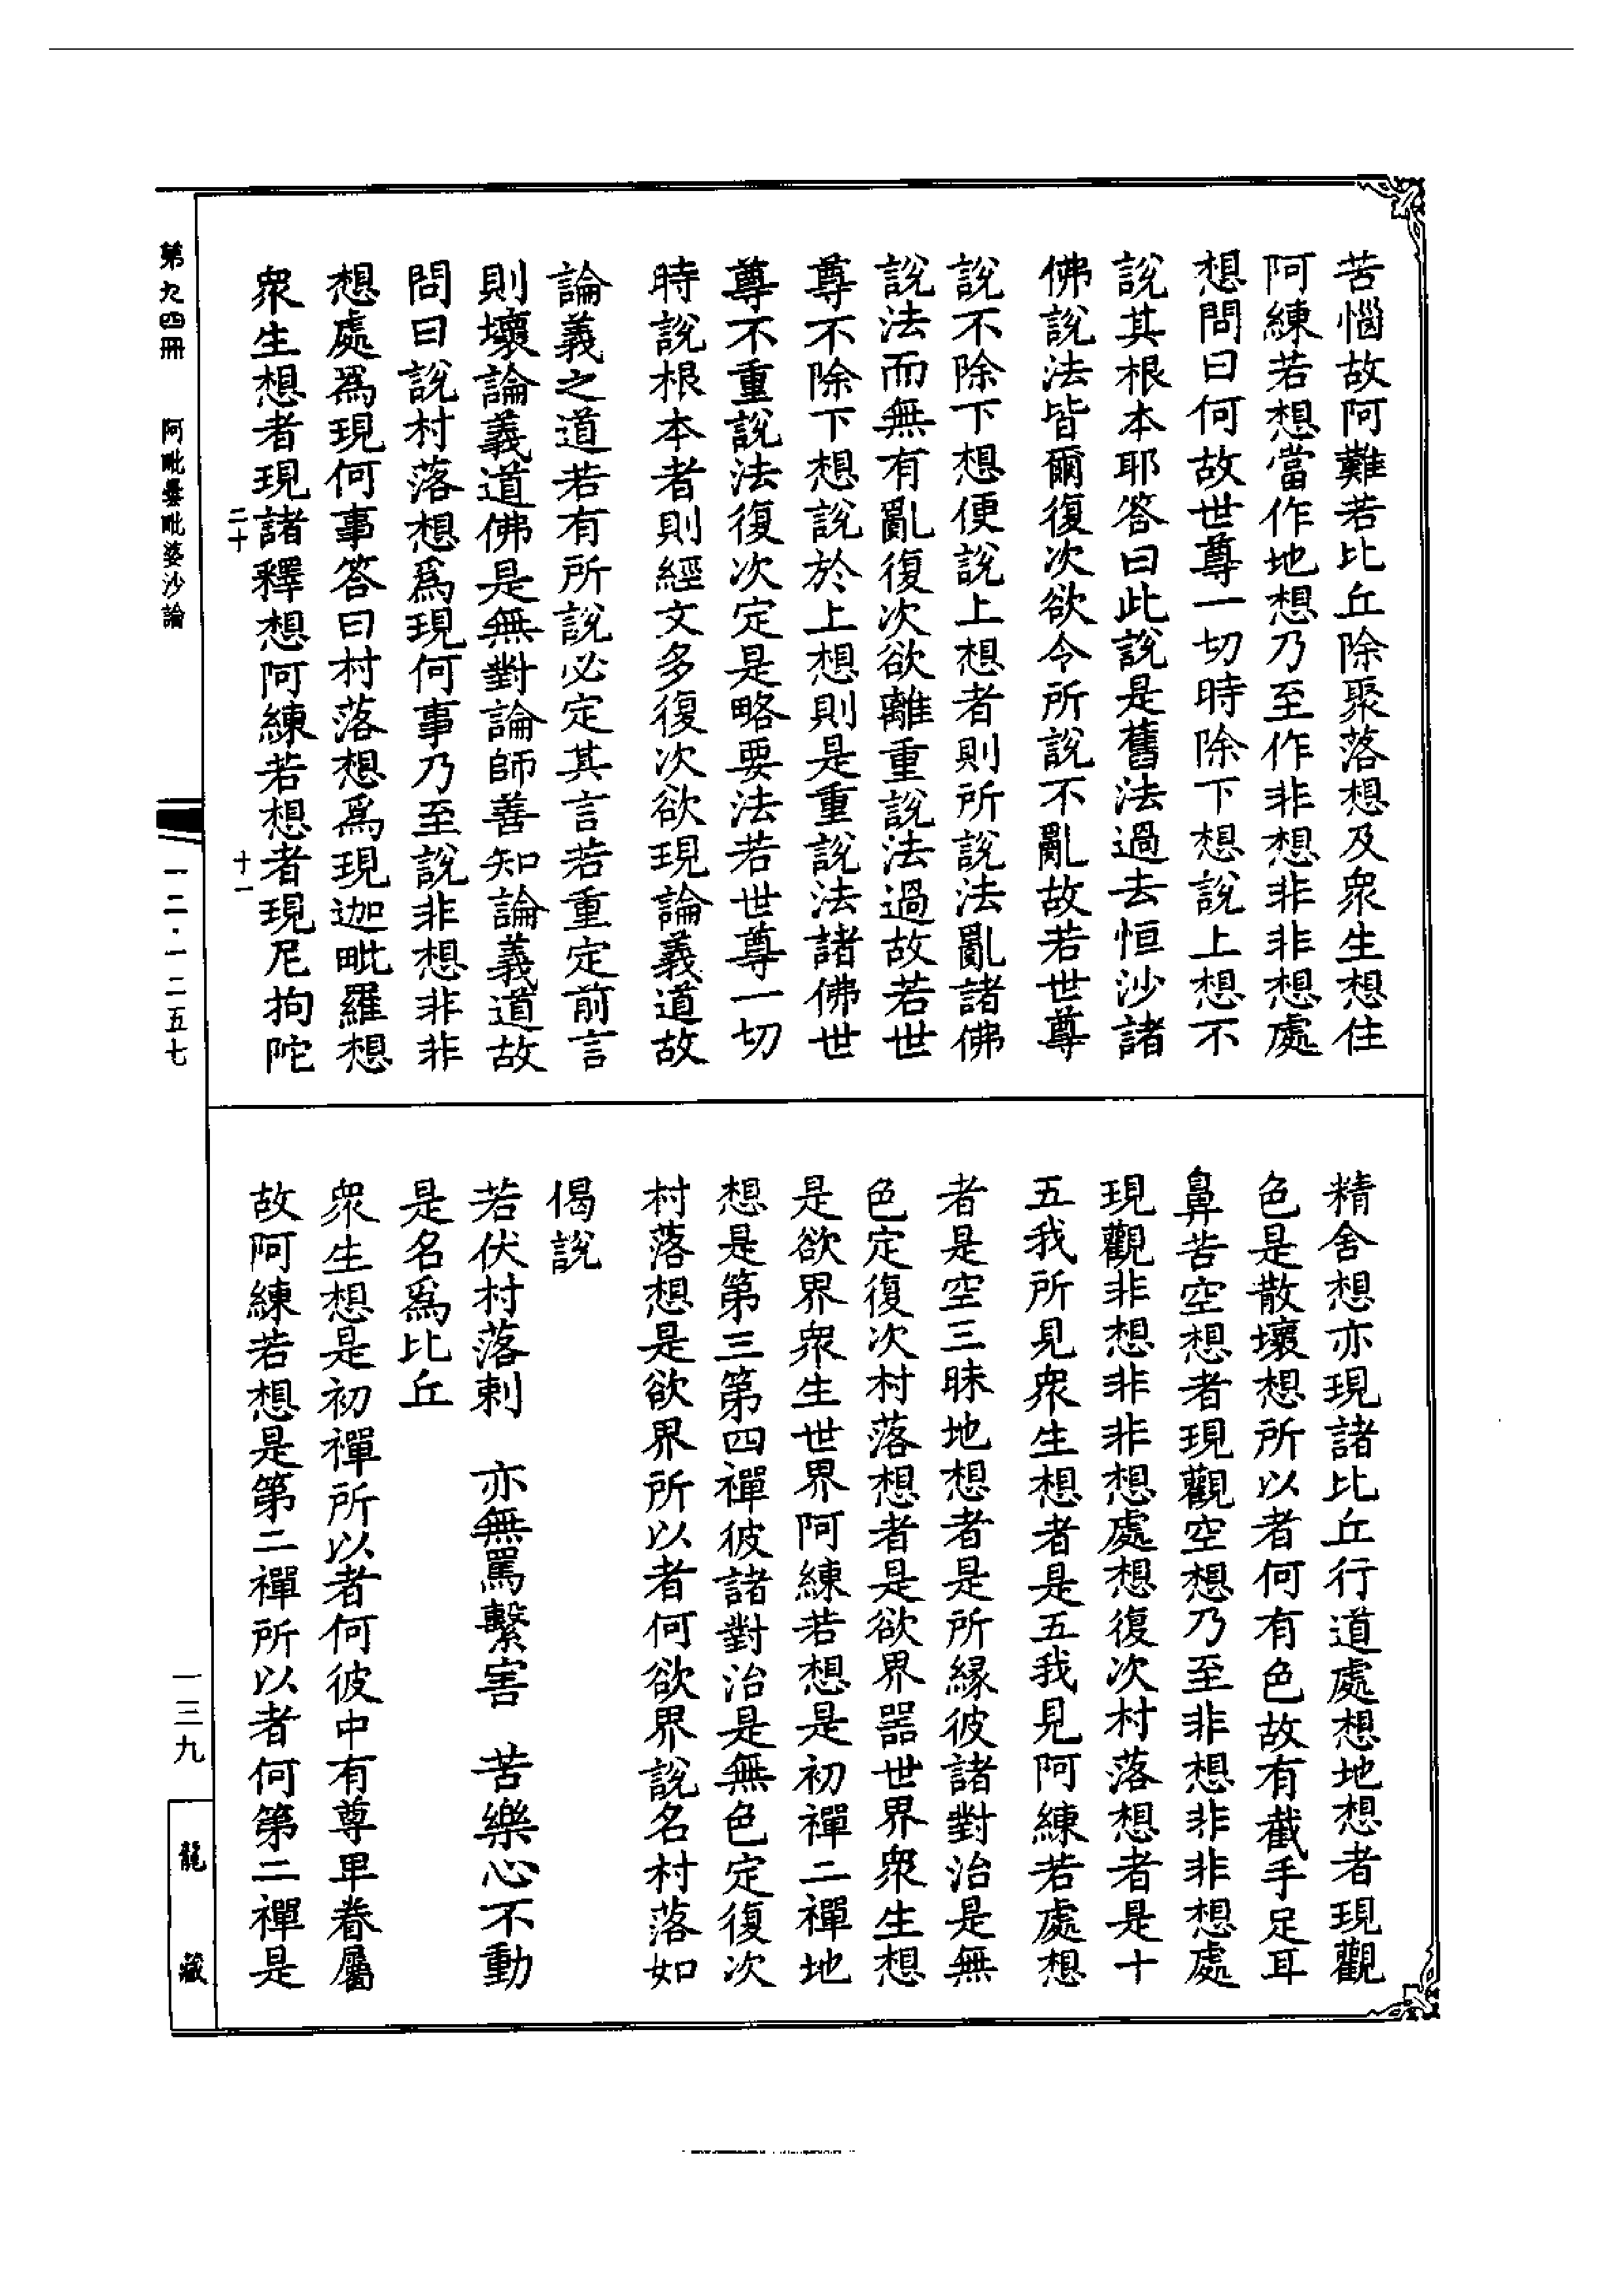 苦惱故阿難若比丘除聚落想及衆生想住
阿練若想當作地想乃至作非想非非想處
想問曰何故世尊一切時除下想說上想不
說其根本耶答曰此說是舊法過去恒沙諸
佛說法皆爾復次欲令所說不亂故若世尊
說不除下想便說上想者則所說法亂諸佛
說法而無有亂復次欲離重說法過故若世
尊不除下想說於上想則是重說法諸佛世
尊不重說法復次定是略要法若世尊一切
時說根本者則經文多復次欲現論義道故
論義之道若有所說必定其言若重定前言
則壞論義道佛是無對論師善知論義道故
問曰說村落想爲現何事乃至說非想非非
想處爲現何事答曰村落想爲現迦毗羅想
衆生想者現諸釋想阿練若想者現尼拘陀
二十
十一
精舍想亦現諸比丘行道處想地想者現觀
色是散壞想所以者何有色故有截手足耳
鼻苦空想者現觀空想乃至非想非非想處
現觀非想非非想處想復次村落想者是十
五我所見衆生想者是五我見阿練若處想
者是空三昧地想者是所緣彼諸對治是無
色定復次村落想者是欲界器世界衆生想
是欲界衆生世界阿練若想是初禪二禪地
想是第三第四禪彼諸對治是無色定復次
村落想是欲界所以者何欲界說名村落如
偈說
若伏村落刺　亦無罵繫害　苦樂心不動
是名爲比丘
衆生想是初禪所以者何彼中有尊卑眷屬
故阿練若想是第二禪所以者何第二禪是
第九四冊　阿毗曇毗婆沙論
一二·一二五七
一三九
龍藏